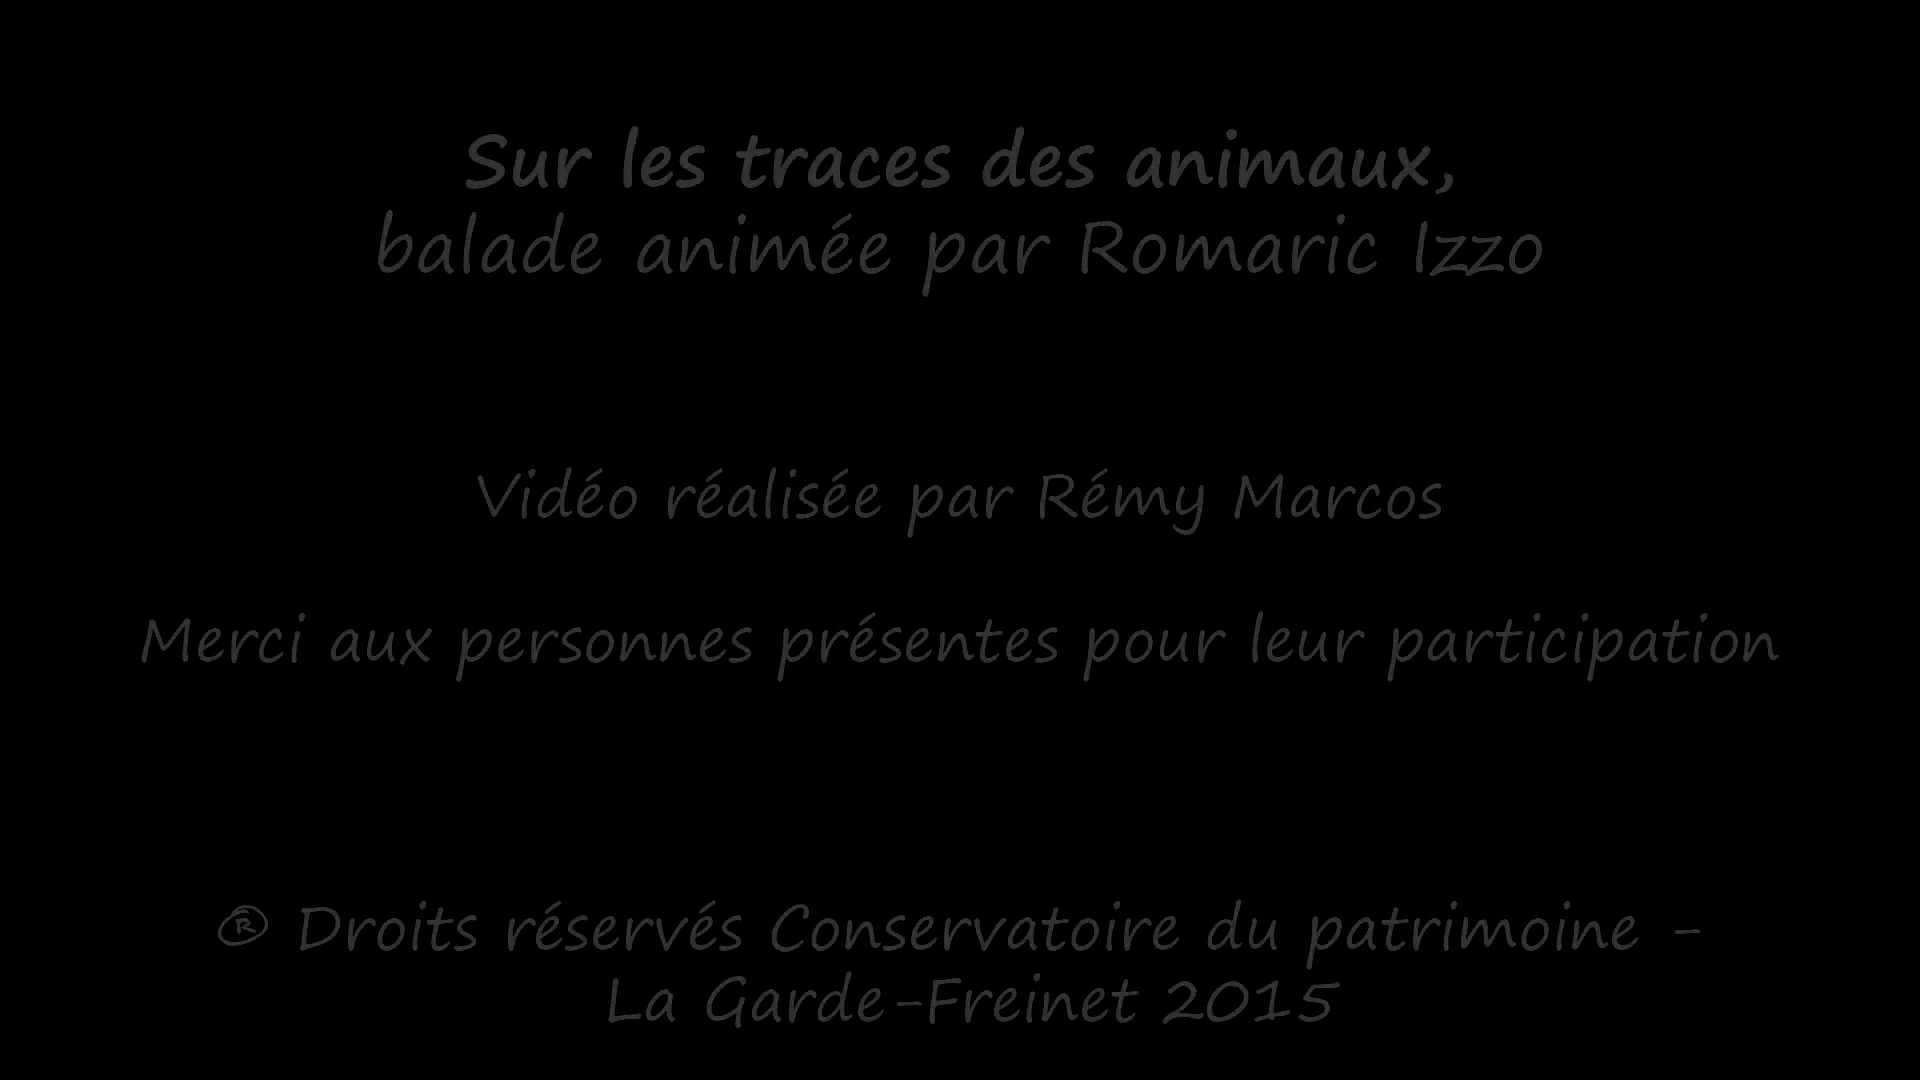 Sur les traces des animaux,
balade animée par Romaric Izzo
Vidéo réalisée par Rémy Marcos
Merci aux personnes présentes pour leur participation
® Droits réservés Conservatoire du patrimoine -
La Garde-Freinet 2015